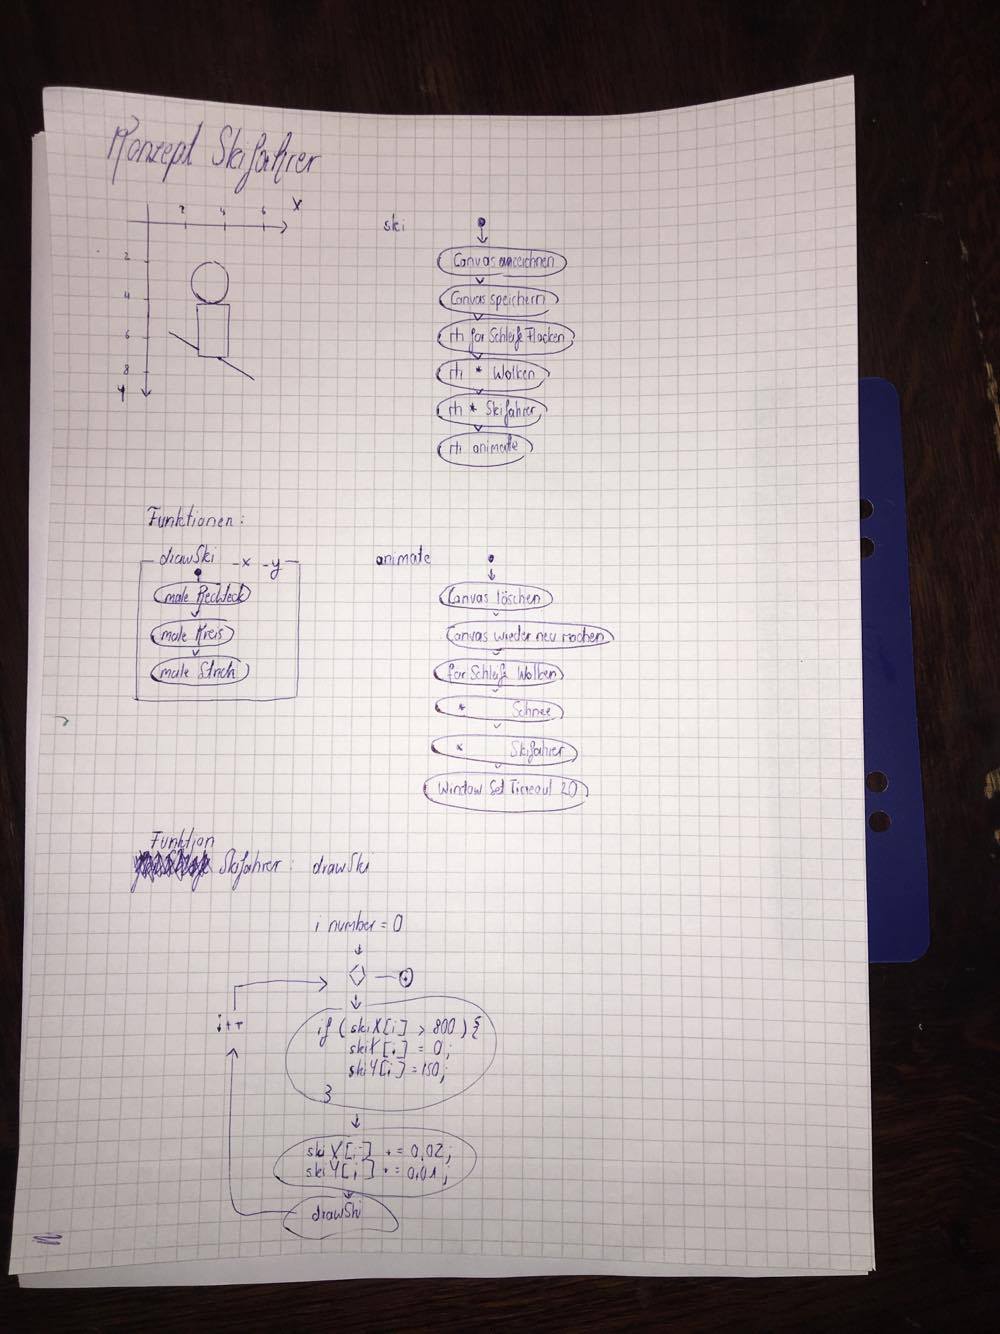 Konzept Skifahrer
2 4 6 X
2
4
6
8
Y
ski
Canvas anzeichnen
Canvas speichern
rh for Schleife Flocken
rh " Wolken
rh " Skifahrer
rh animate
Funktionen:
drawSki -x -y
male Rechteck
male Kreis
male Strich
animate
Canvas löschen
Canvas wieder neu machen
for Schleife Wolken
" Schnee
" Skifahrer
Window Set Timeout 20
Funktion
Skifahrer: drawSki
i number = 0
i++
if (skiX[i] > 800) {
skiX[i] = 0;
skiY[i] = 150;
}
skiX[i] += 0,02;
skiY[i] += 0,01;
drawSki